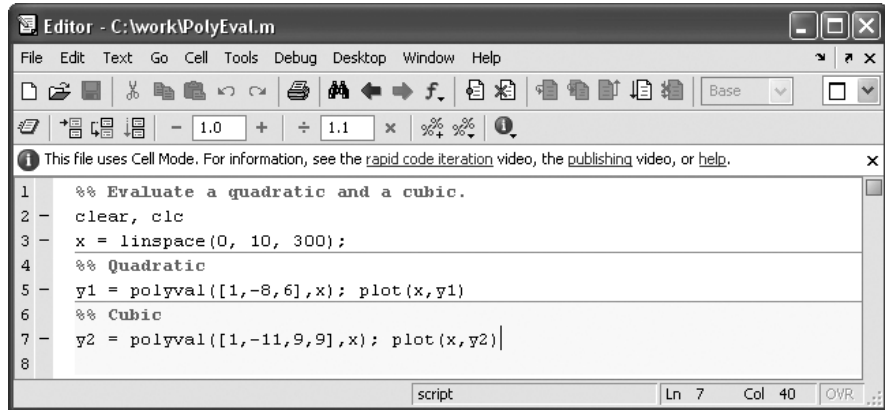 Editor - C:\work\PolyEval.m
File Edit Text Go Cell Tools Debug Desktop Window Help
Base
- 1.0 + ÷ 1.1 ×
This file uses Cell Mode. For information, see the rapid code iteration video, the publishing video, or help.
1 %% Evaluate a quadratic and a cubic.
2 - clear, clc
3 - x = linspace(0, 10, 300);
4 %% Quadratic
5 - y1 = polyval([1,-8,6],x); plot(x,y1)
6 %% Cubic
7 - y2 = polyval([1,-11,9,9],x); plot(x,y2)
8
script Ln 7 Col 40 OVR